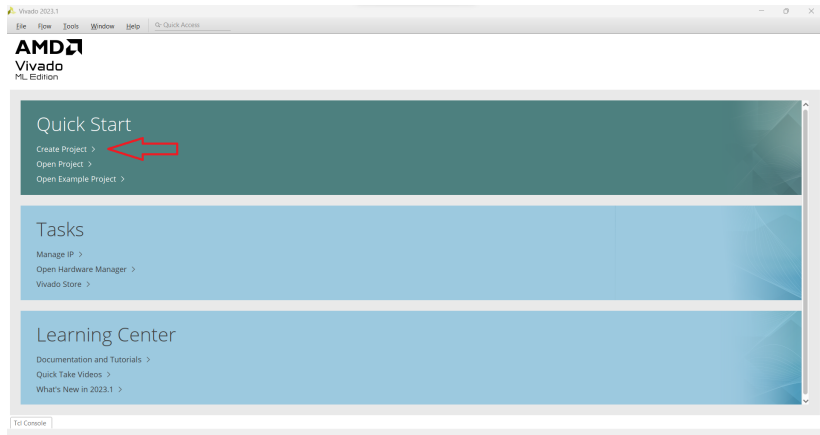 Vivado 2023.1
File Flow Tools Window Help Quick Access
AMD
Vivado
ML Edition
Quick Start
Create Project >
Open Project >
Open Example Project >
Tasks
Manage IP >
Open Hardware Manager >
Vivado Store >
Learning Center
Documentation and Tutorials >
Quick Take Videos >
What's New in 2023.1 >
Tcl Console